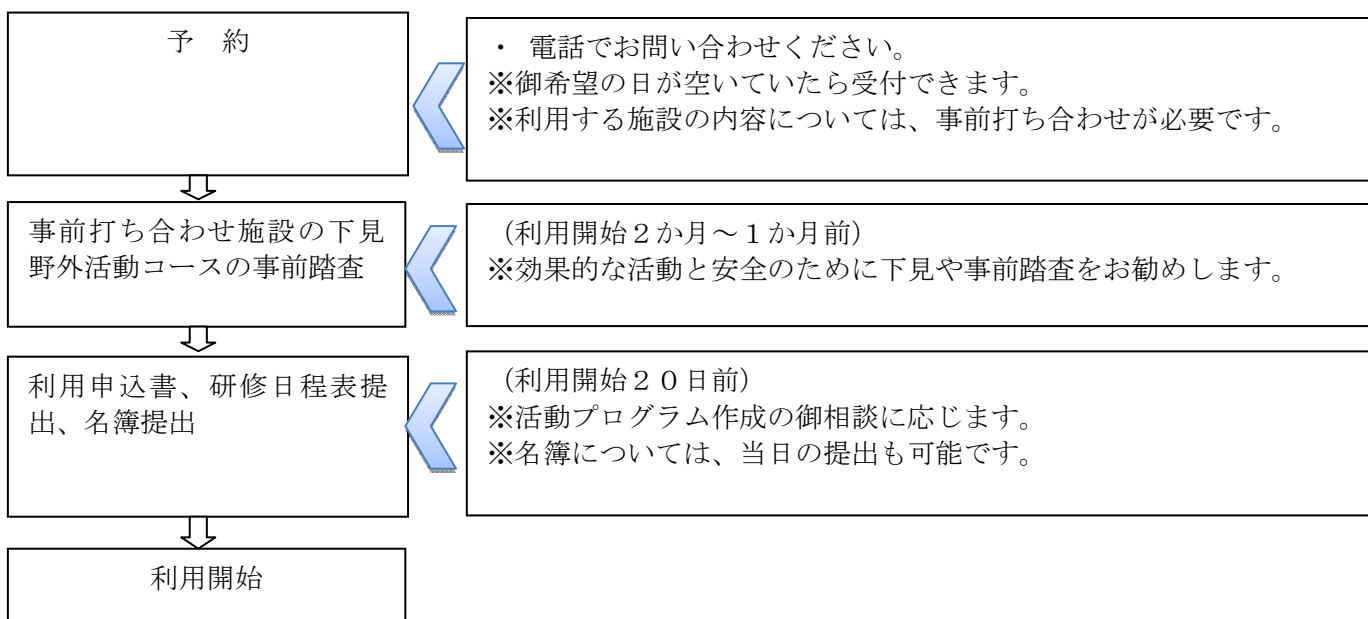 予　約
・ 電話でお問い合わせください。
※御希望の日が空いていたら受付できます。
※利用する施設の内容については、事前打ち合わせが必要です。
事前打ち合わせ施設の下見
野外活動コースの事前踏査
（利用開始２か月～１か月前）
※効果的な活動と安全のために下見や事前踏査をお勧めします。
利用申込書、研修日程表提
出、名簿提出
（利用開始２０日前）
※活動プログラム作成の御相談に応じます。
※名簿については、当日の提出も可能です。
利用開始